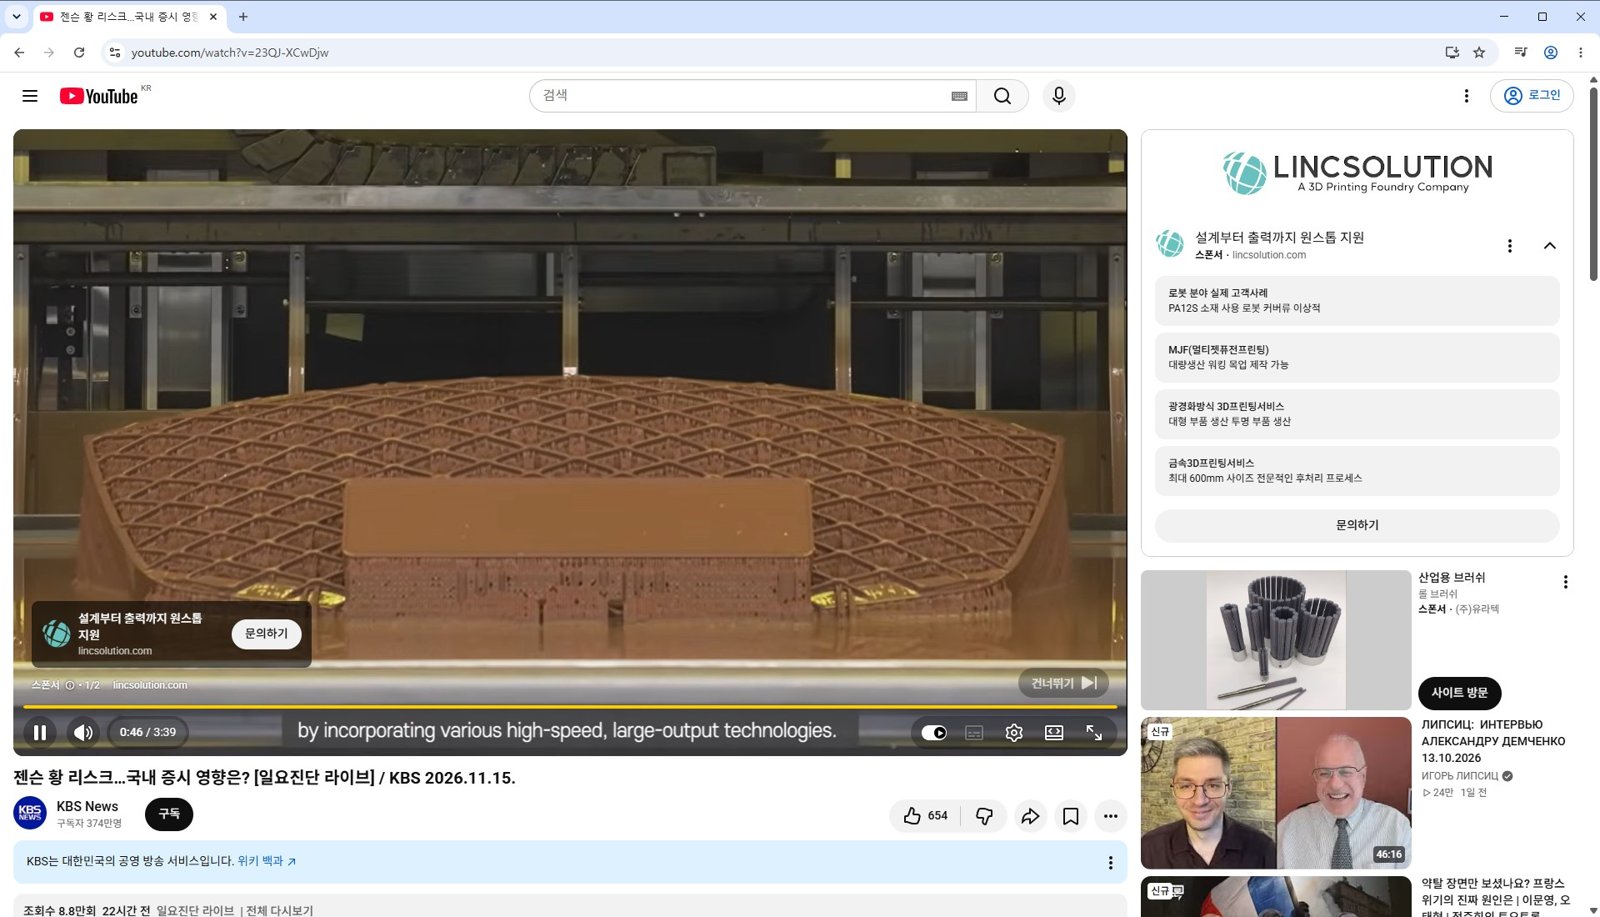 젠슨 황 리스크…국내 증시 영향
youtube.com/watch?v=23QJ-XCwDjw
YouTube KR
검색
로그인
설계부터 출력까지 원스톱
지원
lincsolution.com
문의하기
스폰서 · 1/2 lincsolution.com
건너뛰기
0:46 / 3:39
by incorporating various high-speed, large-output technologies.
젠슨 황 리스크…국내 증시 영향은? [일요진단 라이브] / KBS 2026.11.15.
KBS NEWS
KBS News
구독자 374만명
구독
654
KBS는 대한민국의 공영 방송 서비스입니다. 위키 백과
조회수 8.8만회 22시간 전 일요진단 라이브 | 전체 다시보기
LINCSOLUTION
A 3D Printing Foundry Company
설계부터 출력까지 원스톱 지원
스폰서 · lincsolution.com
로봇 분야 실제 고객사례
PA12S 소재 사용 로봇 커버류 이상적
MJF(멀티젯퓨전프린팅)
대량생산 워킹 목업 제작 가능
광경화방식 3D프린팅서비스
대형 부품 생산 투명 부품 생산
금속3D프린팅서비스
최대 600mm 사이즈 전문적인 후처리 프로세스
문의하기
산업용 브러쉬
롤 브러쉬
스폰서 · (주)유라텍
사이트 방문
신규
46:16
ЛИПСИЦ: ИНТЕРВЬЮ
АЛЕКСАНДРУ ДЕМЧЕНКО
13.10.2026
ИГОРЬ ЛИПСИЦ
24만 1일 전
신규
약탈 장면만 보셨나요? 프랑스
위기의 진짜 원인은 | 이문영, 오